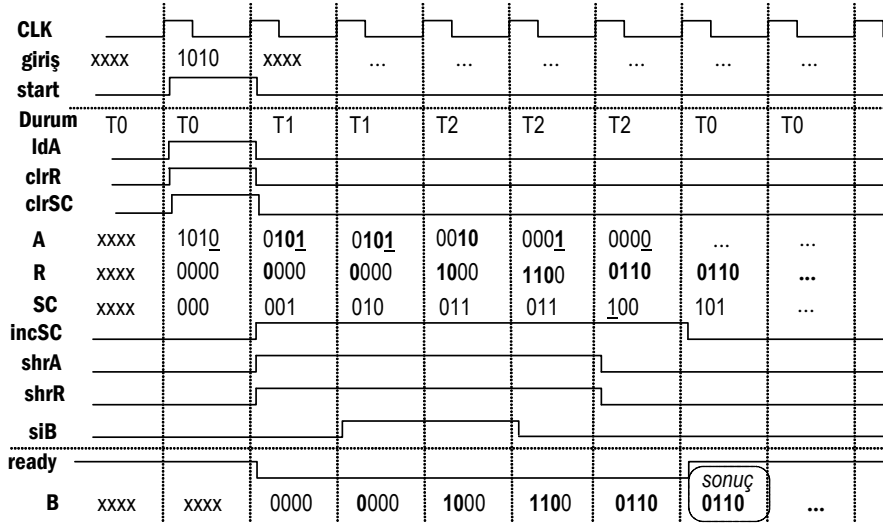 CLK
giriş xxxx 1010 xxxx ... ... ... ... ... ...
start
Durum T0 T0 T1 T1 T2 T2 T2 T0 T0
ldA
clrR
clrSC
A xxxx 1010 0101 0101 0010 0001 0000 ... ...
R xxxx 0000 0000 0000 1000 1100 0110 0110 ...
SC xxxx 000 001 010 011 011 100 101 ...
incSC
shrA
shrR
siB
ready
sonuç
B xxxx xxxx 0000 0000 1000 1100 0110 0110 ...